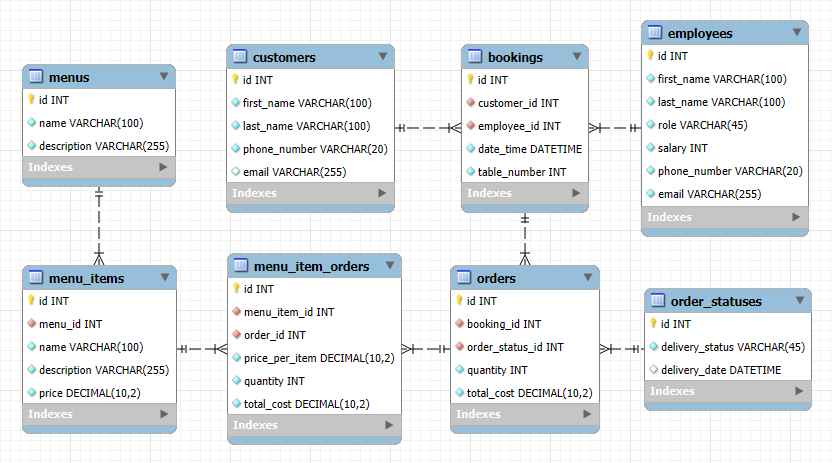 menus
id INT
name VARCHAR(100)
description VARCHAR(255)
Indexes
customers
id INT
first_name VARCHAR(100)
last_name VARCHAR(100)
phone_number VARCHAR(20)
email VARCHAR(255)
Indexes
bookings
id INT
customer_id INT
employee_id INT
date_time DATETIME
table_number INT
Indexes
employees
id INT
first_name VARCHAR(100)
last_name VARCHAR(100)
role VARCHAR(45)
salary INT
phone_number VARCHAR(20)
email VARCHAR(255)
Indexes
menu_items
id INT
menu_id INT
name VARCHAR(100)
description VARCHAR(255)
price DECIMAL(10,2)
Indexes
menu_item_orders
id INT
menu_item_id INT
order_id INT
price_per_item DECIMAL(10,2)
quantity INT
total_cost DECIMAL(10,2)
Indexes
orders
id INT
booking_id INT
order_status_id INT
quantity INT
total_cost DECIMAL(10,2)
Indexes
order_statuses
id INT
delivery_status VARCHAR(45)
delivery_date DATETIME
Indexes